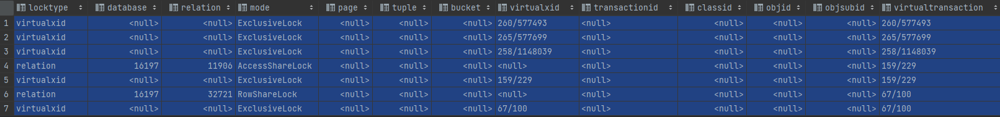 locktype database relation mode page tuple bucket virtualxid transactionid classid objid objsubid virtualtransaction
1 virtualxid <null> <null> ExclusiveLock <null> <null> <null> 260/577493 <null> <null> <null> <null> 260/577493
2 virtualxid <null> <null> ExclusiveLock <null> <null> <null> 265/577699 <null> <null> <null> <null> 265/577699
3 virtualxid <null> <null> ExclusiveLock <null> <null> <null> 258/1148039 <null> <null> <null> <null> 258/1148039
4 relation 16197 11906 AccessShareLock <null> <null> <null> <null> <null> <null> <null> <null> 159/229
5 virtualxid <null> <null> ExclusiveLock <null> <null> <null> 159/229 <null> <null> <null> <null> 159/229
6 relation 16197 32721 RowShareLock <null> <null> <null> <null> <null> <null> <null> <null> 67/100
7 virtualxid <null> <null> ExclusiveLock <null> <null> <null> 67/100 <null> <null> <null> <null> 67/100